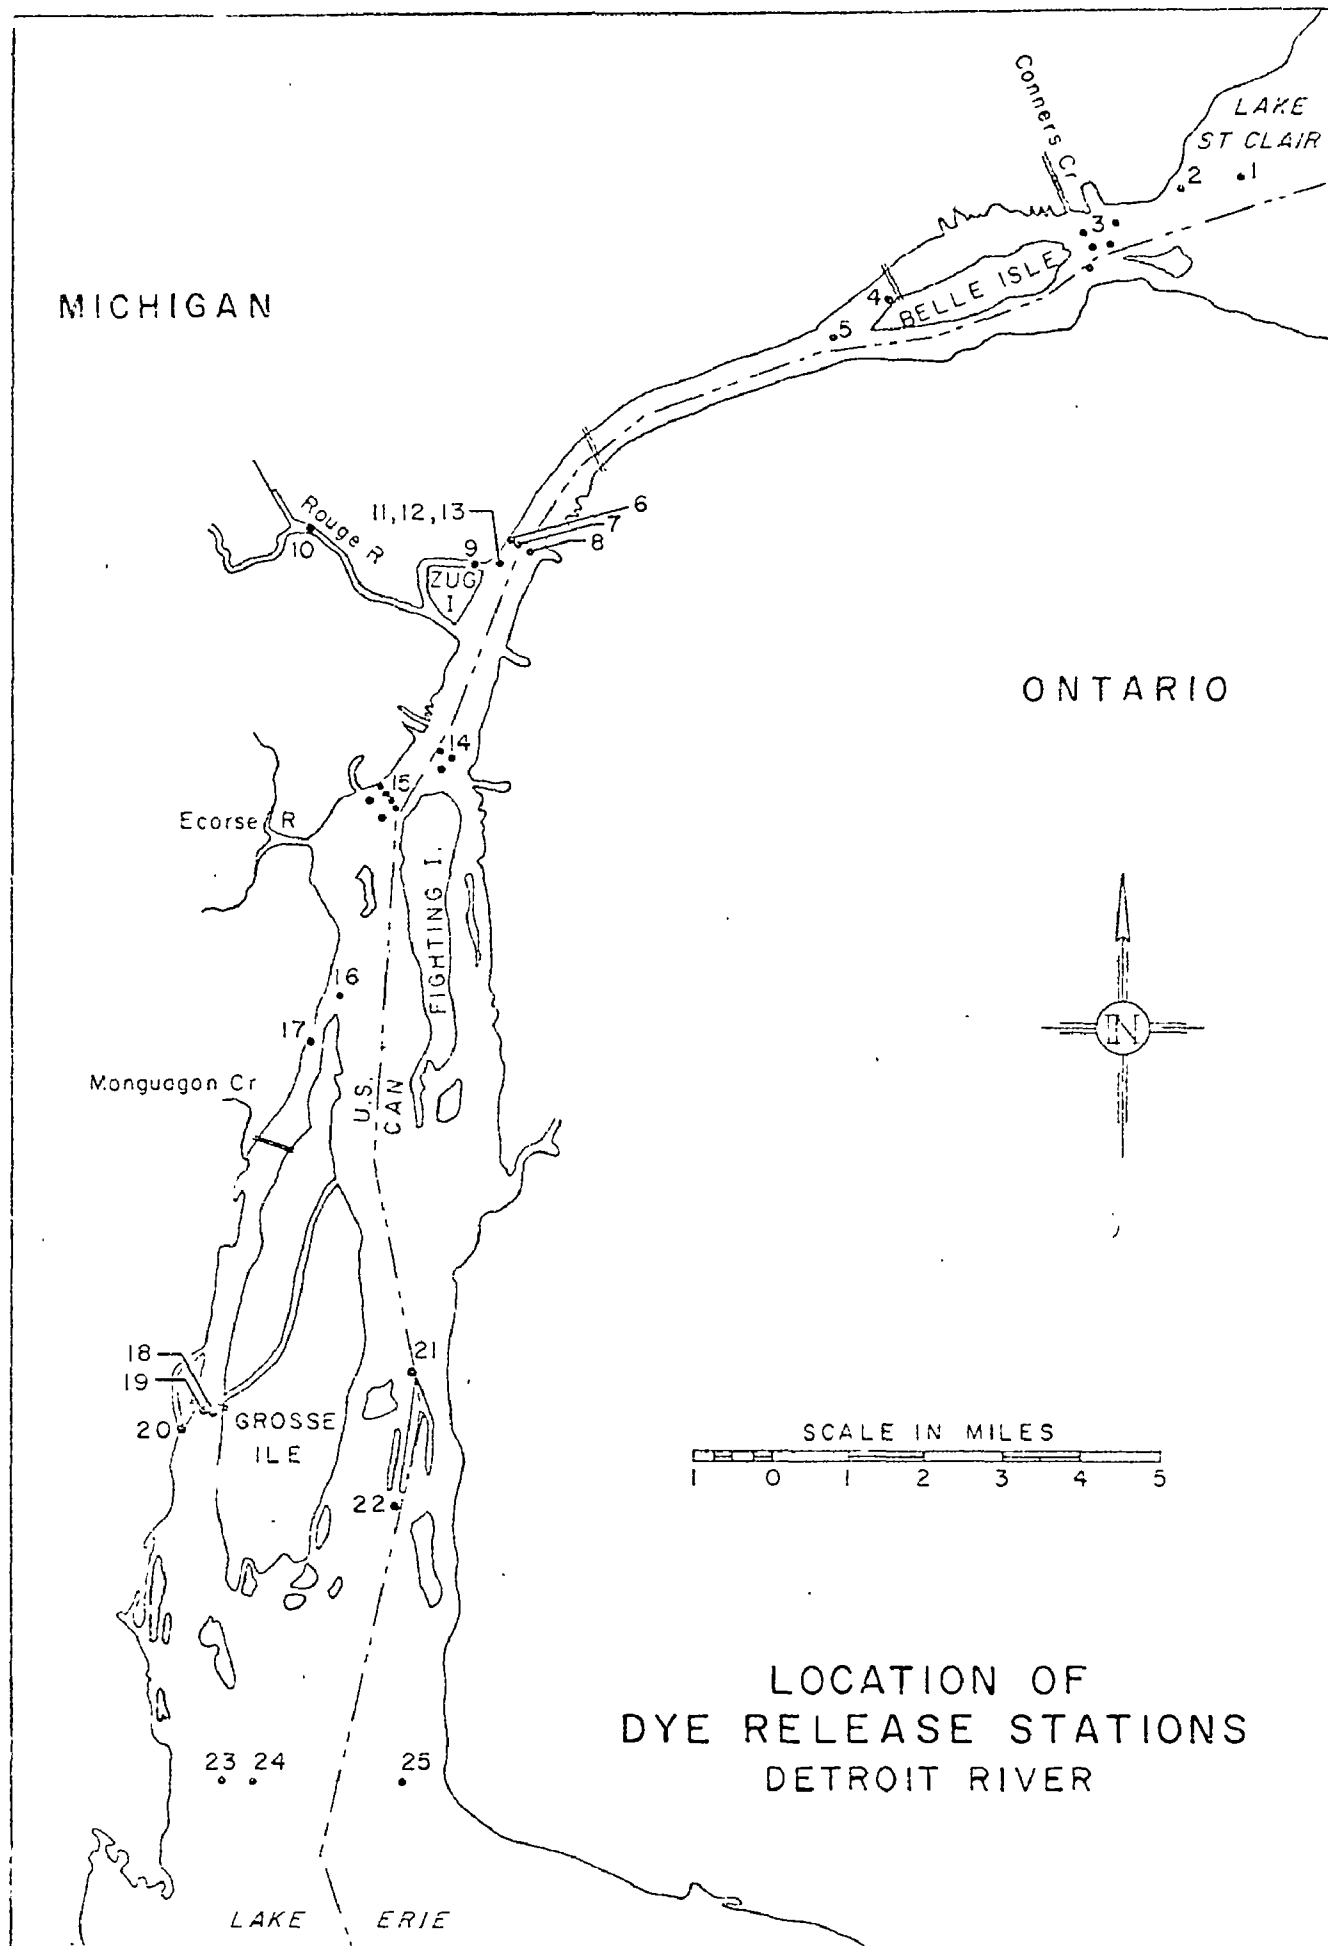 Conners Cr
LAKE
ST CLAIR
2
1
3
MICHIGAN
4
BELLE ISLE
5
Rouge R
10
11, 12, 13
6
7
8
9
ZUG
I
ONTARIO
14
15
Ecorse R
FIGHTING I.
16
17
Monguagon Cr
U.S.
CAN
N
18
19
20
GROSSE
ILE
21
22
SCALE IN MILES
1 0 1 2 3 4 5
LOCATION OF
DYE RELEASE STATIONS
DETROIT RIVER
23 24 25
LAKE ERIE